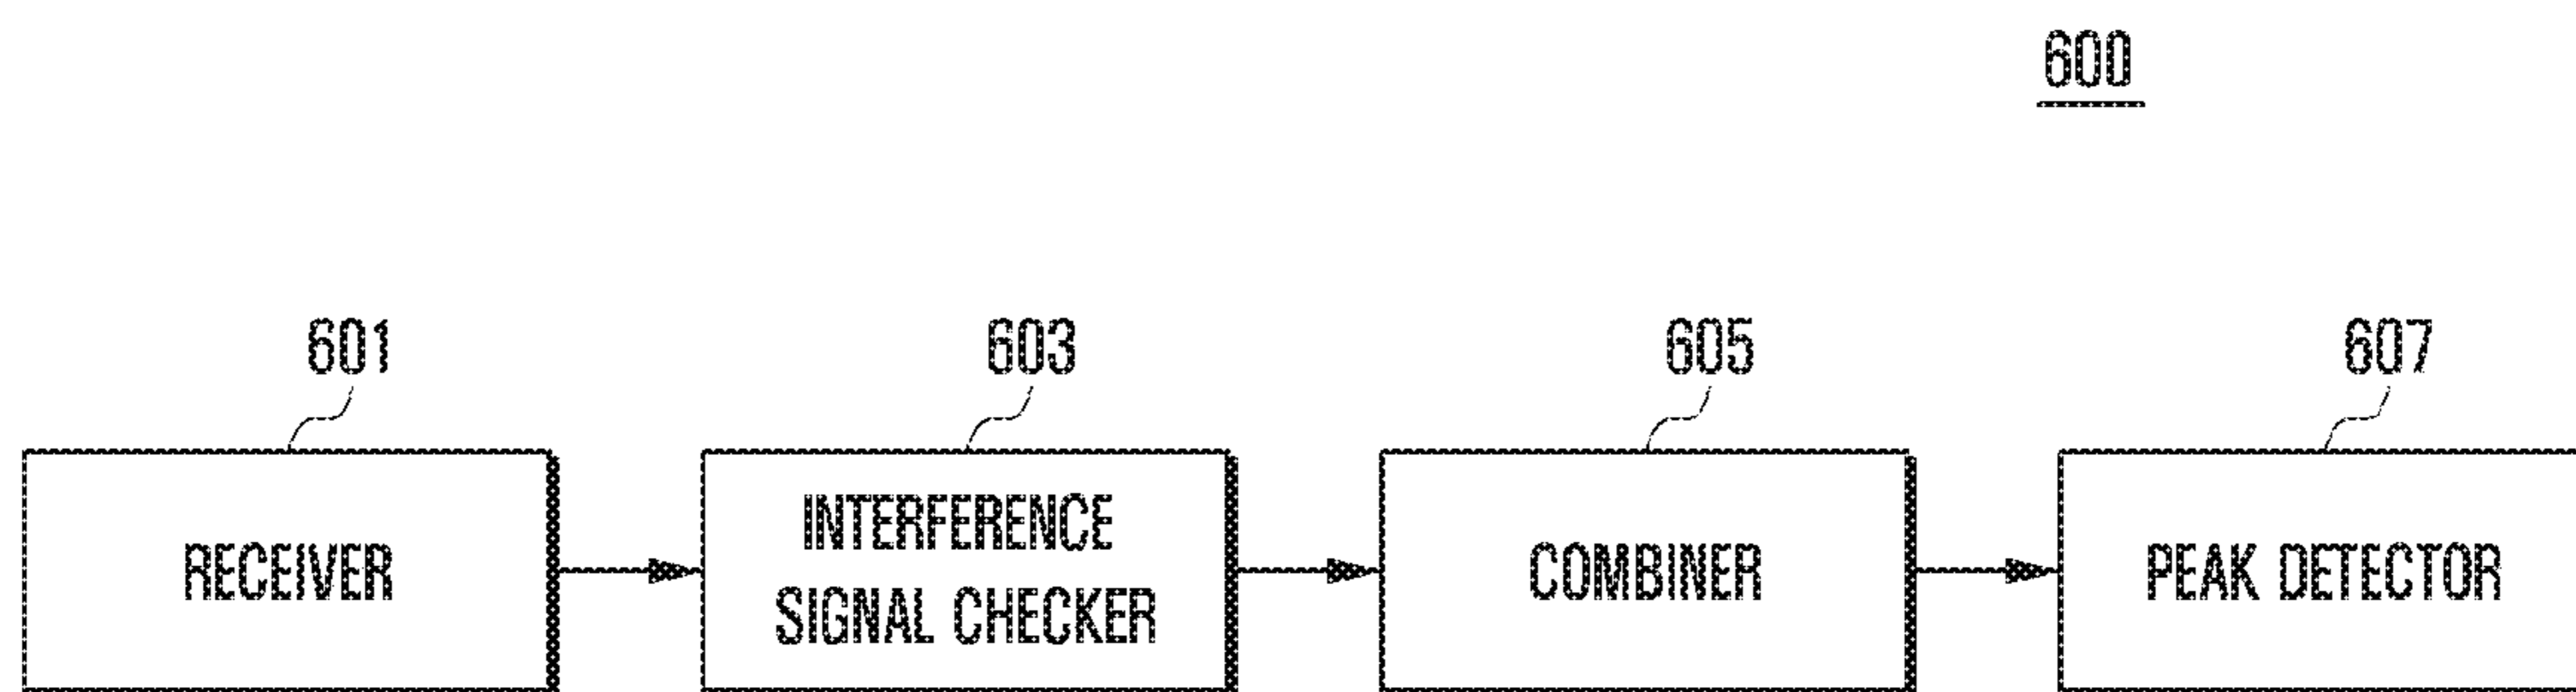 600
601
603
605
607
RECEIVER
INTERFERENCE
SIGNAL CHECKER
COMBINER
PEAK DETECTOR